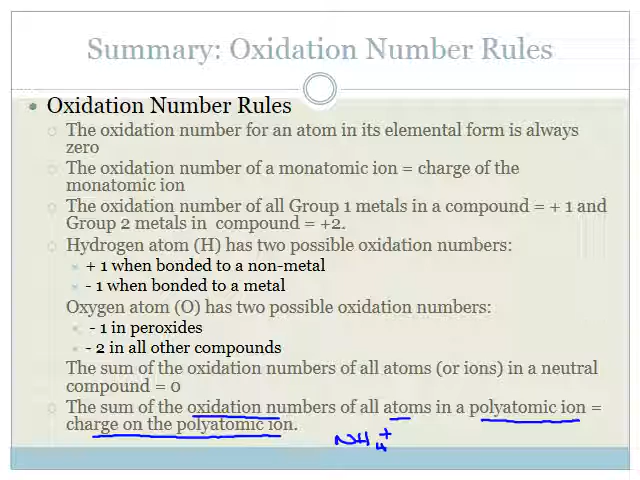 Summary: Oxidation Number Rules
Oxidation Number Rules
The oxidation number for an atom in its elemental form is always
zero
The oxidation number of a monatomic ion = charge of the
monatomic ion
The oxidation number of all Group 1 metals in a compound = + 1 and
Group 2 metals in compound = +2.
Hydrogen atom (H) has two possible oxidation numbers:
+ 1 when bonded to a non-metal
- 1 when bonded to a metal
Oxygen atom (O) has two possible oxidation numbers:
- 1 in peroxides
- 2 in all other compounds
The sum of the oxidation numbers of all atoms (or ions) in a neutral
compound = 0
The sum of the oxidation numbers of all atoms in a polyatomic ion =
charge on the polyatomic ion.
NH₄⁺